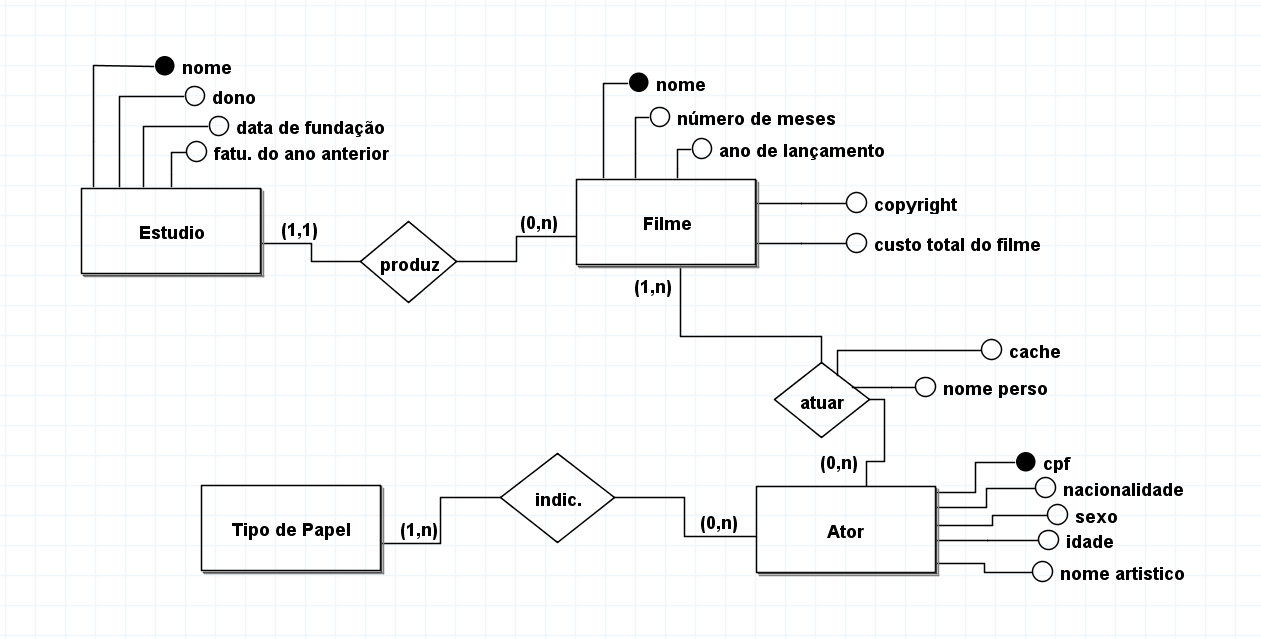 nome
dono
data de fundação
fatu. do ano anterior
Estudio
(1,1)
produz
(0,n)
nome
número de meses
ano de lançamento
Filme
copyright
custo total do filme
(1,n)
cache
nome perso
atuar
(0,n)
Tipo de Papel
(1,n)
indic.
(0,n)
Ator
cpf
nacionalidade
sexo
idade
nome artistico